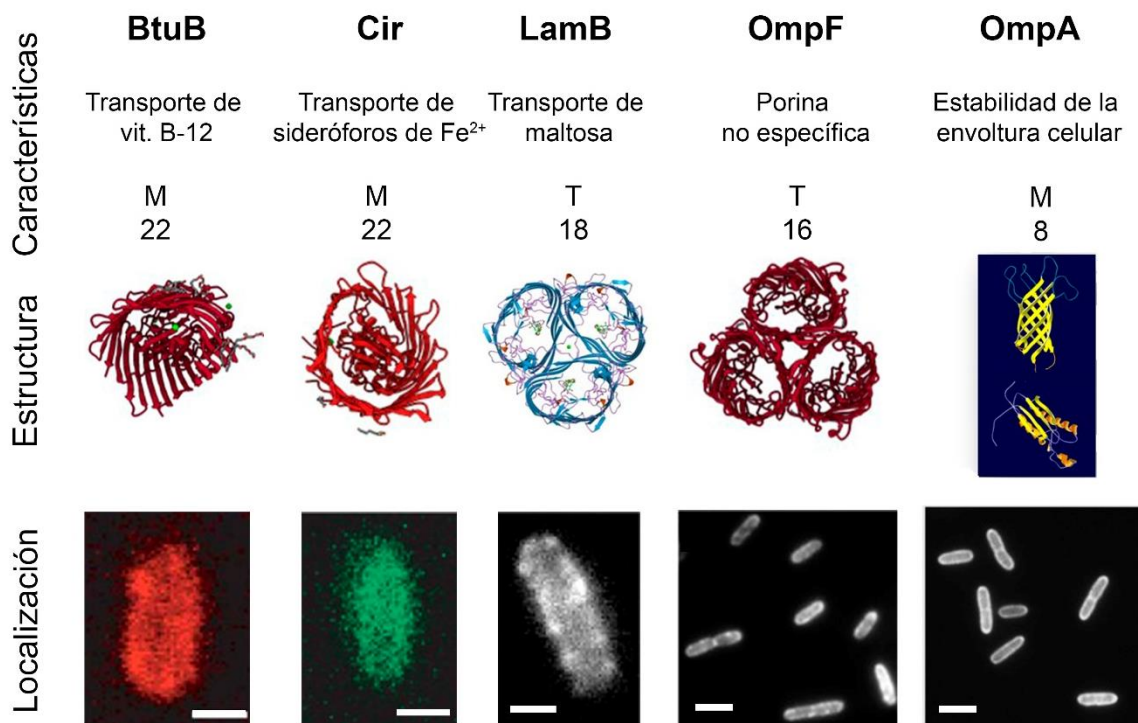 BtuB Cir LamB OmpF OmpA
Características
Transporte de Transporte de Transporte de Porina Estabilidad de la
vit. B-12 sideróforos de Fe²⁺ maltosa no específica envoltura celular
M M T T M
22 22 18 16 8
Estructura
Localización